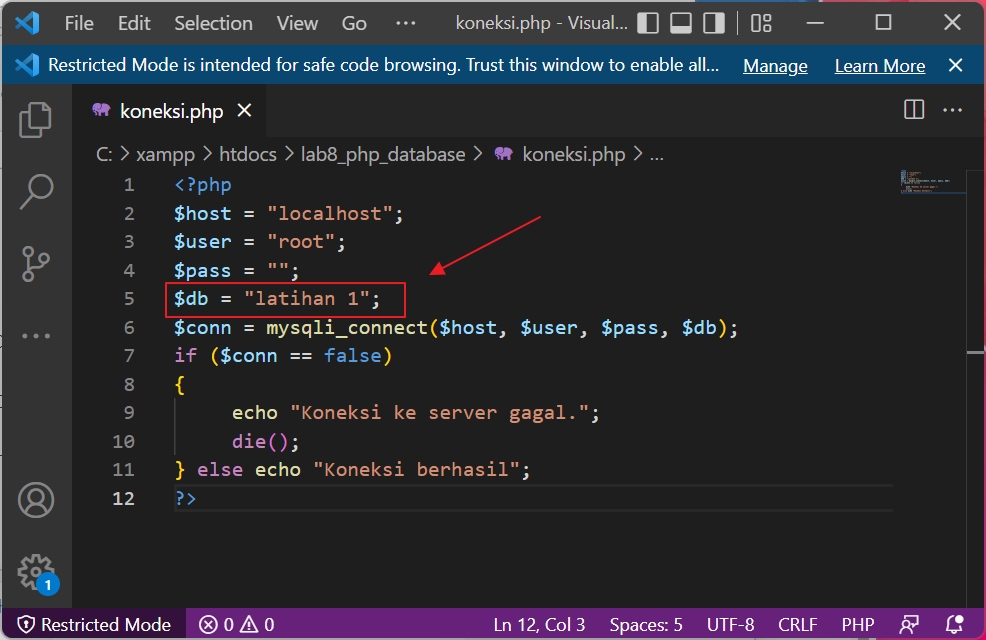 File Edit Selection View Go ··· koneksi.php - Visual...
Restricted Mode is intended for safe code browsing. Trust this window to enable all... Manage Learn More
koneksi.php
C: > xampp > htdocs > lab8_php_database > koneksi.php > ...
1 <?php
2 $host = "localhost";
3 $user = "root";
4 $pass = "";
5 $db = "latihan 1";
6 $conn = mysqli_connect($host, $user, $pass, $db);
7 if ($conn == false)
8 {
9 echo "Koneksi ke server gagal.";
10 die();
11 } else echo "Koneksi berhasil";
12 ?>
1
Restricted Mode 0 0 Ln 12, Col 3 Spaces: 5 UTF-8 CRLF PHP